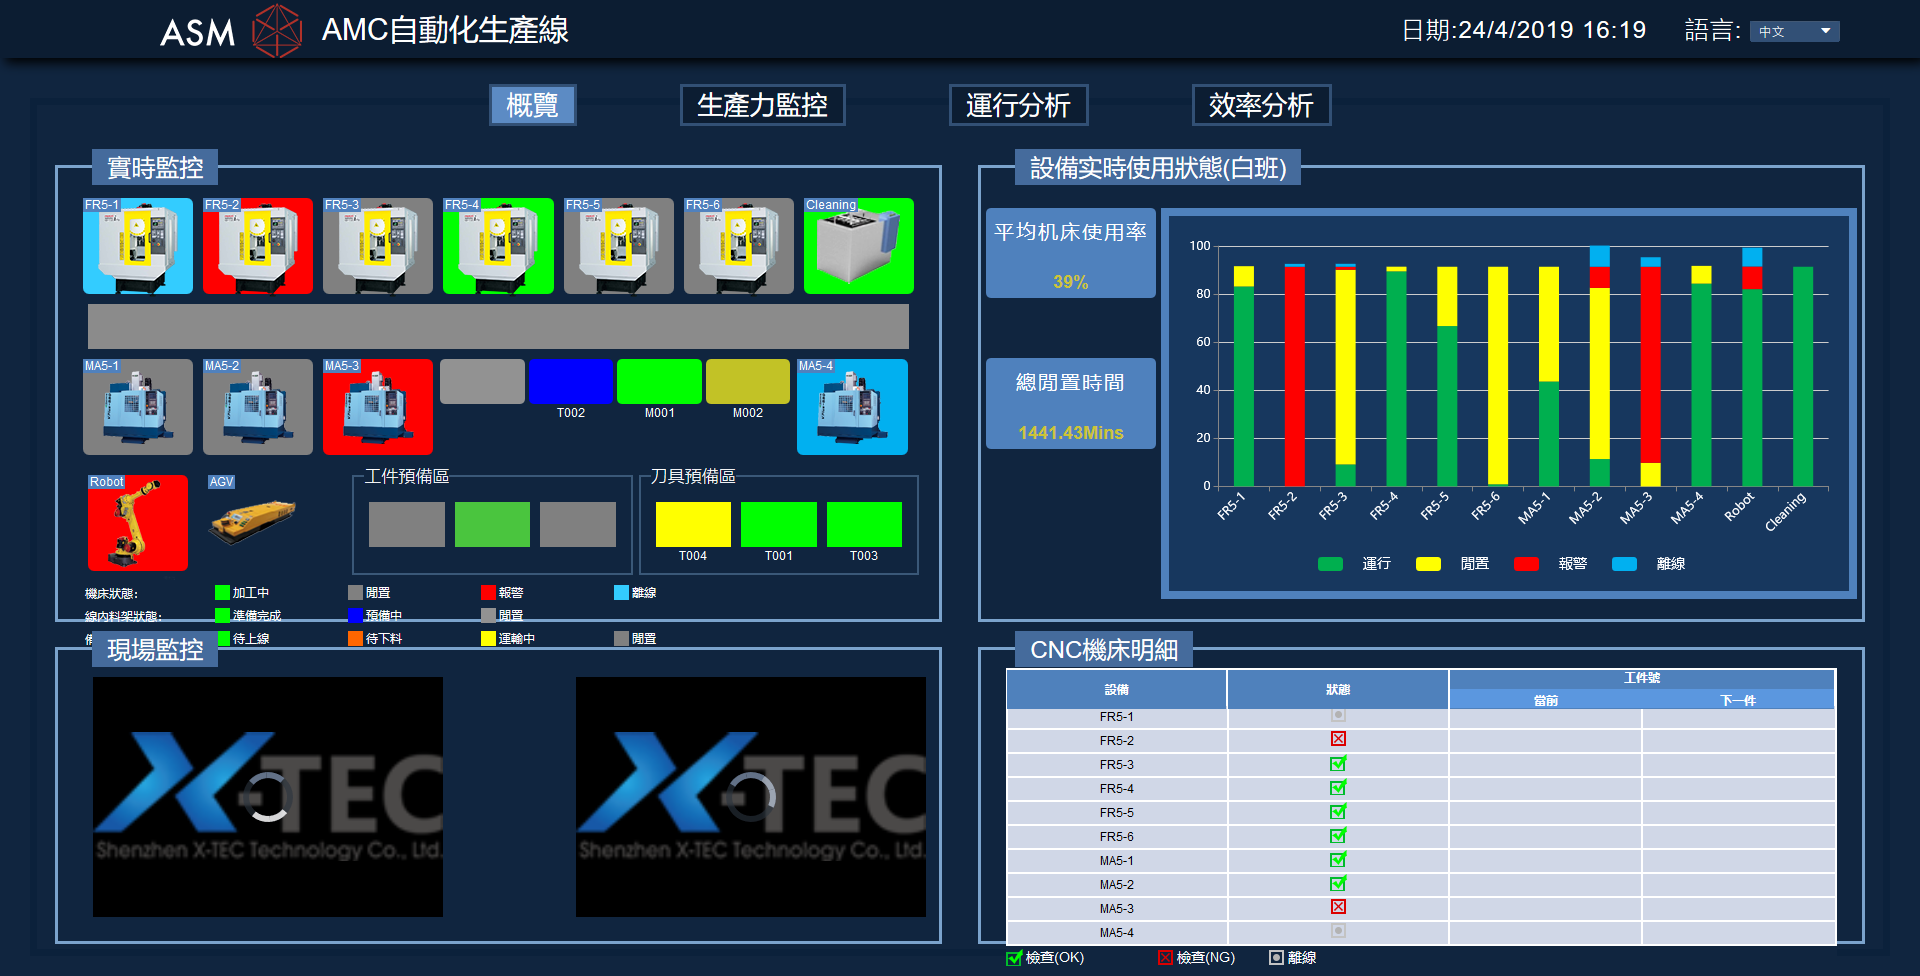 ASM AMC自動化生產線 日期:24/4/2019 16:19 語言: 中文
概覽 生產力監控 運行分析 效率分析
實時監控
FR5-1 FR5-2 FR5-3 FR5-4 FR5-5 FR5-6 Cleaning
MA5-1 MA5-2 MA5-3 MA5-4
T002 M001 M002
Robot AGV 工件預備區 刀具預備區
T004 T001 T003
機床狀態: 加工中 閒置 報警 離線
線內料架狀態: 準備完成 預備中 閒置
待上線 待下料 運輸中 閒置
設備实時使用狀態(白班)
平均机床使用率
39%
總閒置時間
1441.43Mins
100
80
60
40
20
0
FR5-1 FR5-2 FR5-3 FR5-4 FR5-5 FR5-6 MA5-1 MA5-2 MA5-3 MA5-4 Robot Cleaning
運行 閒置 報警 離線
現場監控
X-TEC
Shenzhen X-TEC Technology Co., Ltd.
X-TEC
Shenzhen X-TEC Technology Co., Ltd.
CNC機床明細
設備 狀態 工件號
當前 下一件
FR5-1
FR5-2
FR5-3
FR5-4
FR5-5
FR5-6
MA5-1
MA5-2
MA5-3
MA5-4
檢查(OK) 檢查(NG) 離線